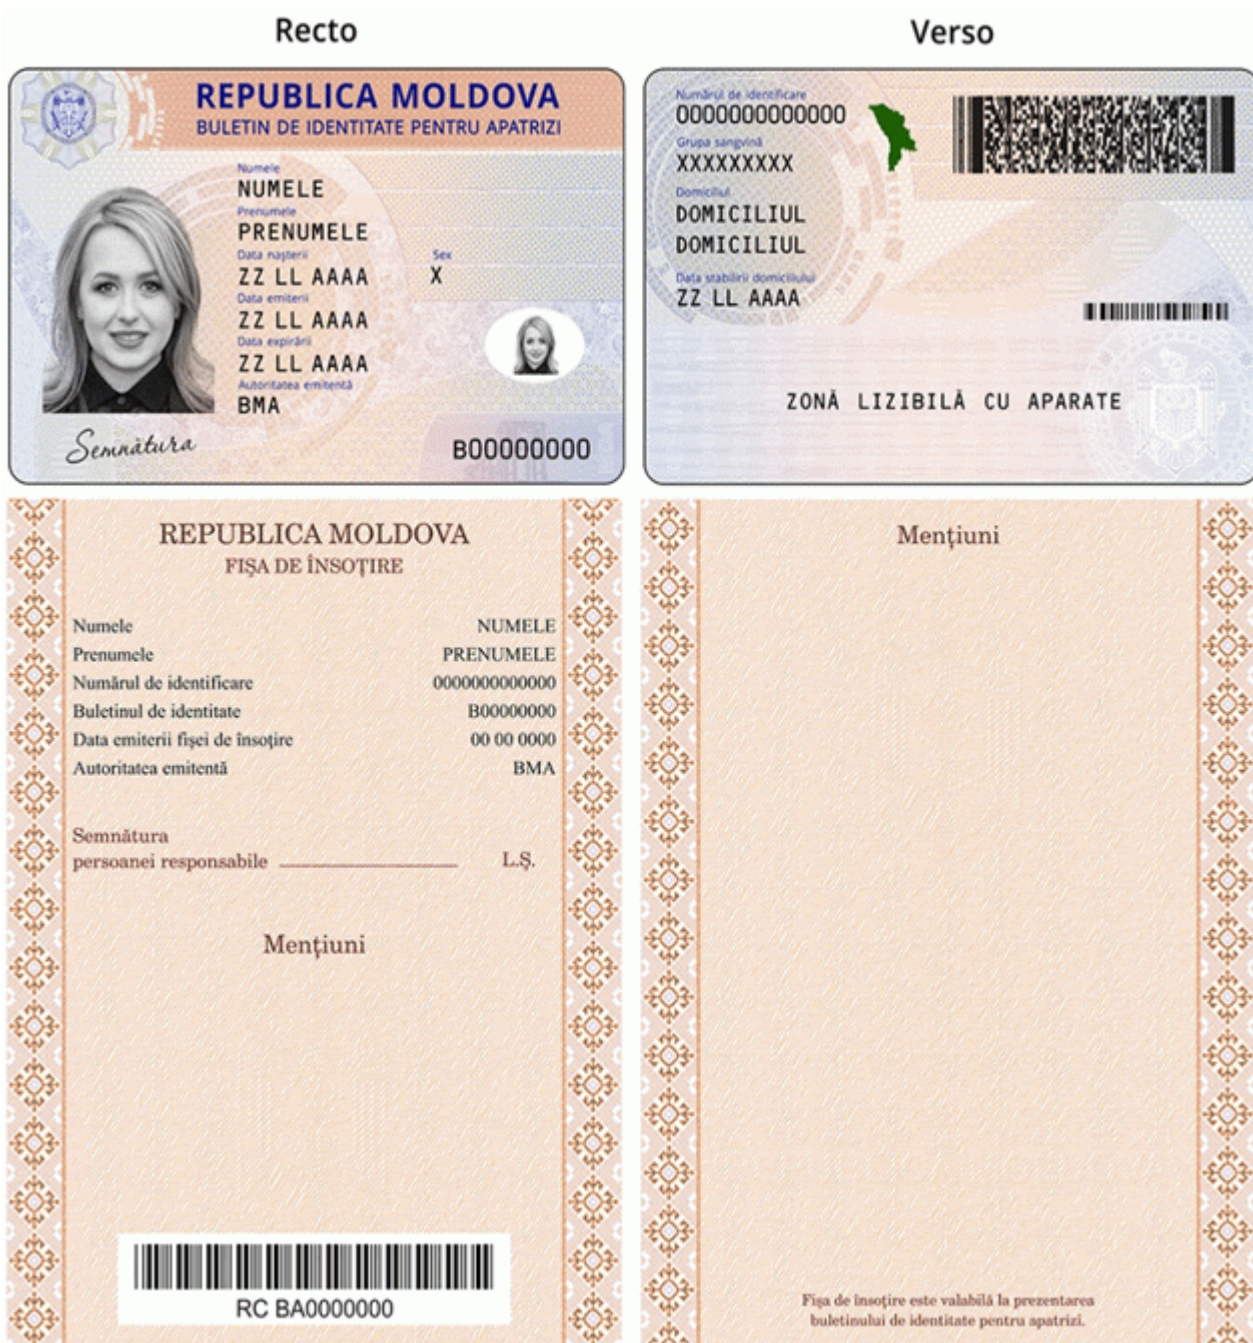 Recto
Verso
REPUBLICA MOLDOVA
BULETIN DE IDENTITATE PENTRU APATRIZI
Numele
NUMELE
Prenumele
PRENUMELE
Data nașterii
Sex
ZZ LL AAAA
X
Data emiterii
ZZ LL AAAA
Data expirării
ZZ LL AAAA
Autoritatea emitentă
BMA
Semnătura
B00000000
Numărul de identificare
0000000000000
Grupa sangvină
XXXXXXXXX
Domiciliul
DOMICILIUL
DOMICILIUL
Data stabilirii domiciliului
ZZ LL AAAA
ZONĂ LIZIBILĂ CU APARATE
REPUBLICA MOLDOVA
FIȘA DE ÎNSOȚIRE
Numele NUMELE
Prenumele PRENUMELE
Numărul de identificare 0000000000000
Buletinul de identitate B00000000
Data emiterii fișei de însoțire 00 00 0000
Autoritatea emitentă BMA
Semnătura
persoanei responsabile L.Ș.
Mențiuni
RC BA0000000
Mențiuni
Fișa de însoțire este valabilă la prezentarea
buletinului de identitate pentru apatrizi.